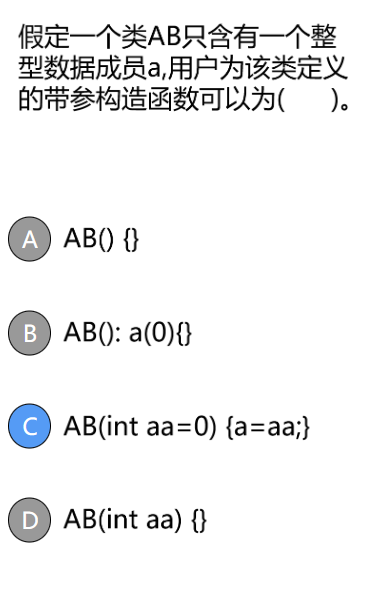 假定一个类AB只含有一个整
型数据成员a,用户为该类定义
的带参构造函数可以为(      )。
A AB() {}
B AB(): a(0){}
C AB(int aa=0) {a=aa;}
D AB(int aa) {}